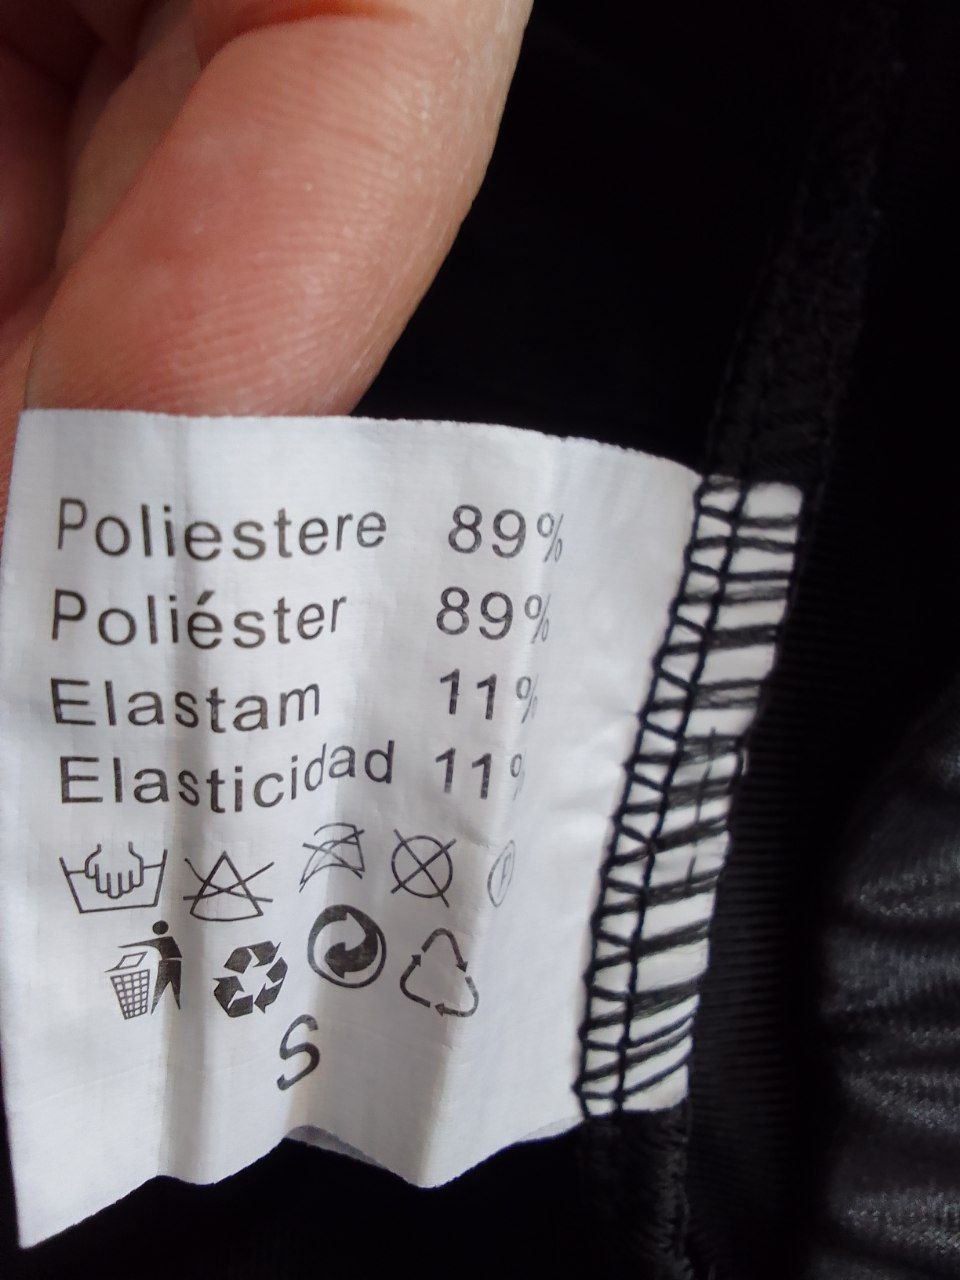 Poliestere 89%
Poliéster 89%
Elastam 11%
Elasticidad 11%
P
S